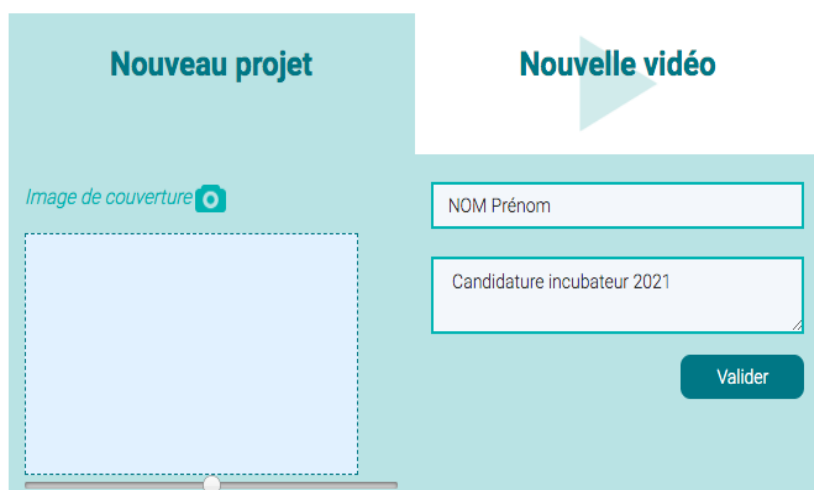 Nouveau projet
Nouvelle vidéo
Image de couverture
NOM Prénom
Candidature incubateur 2021
Valider